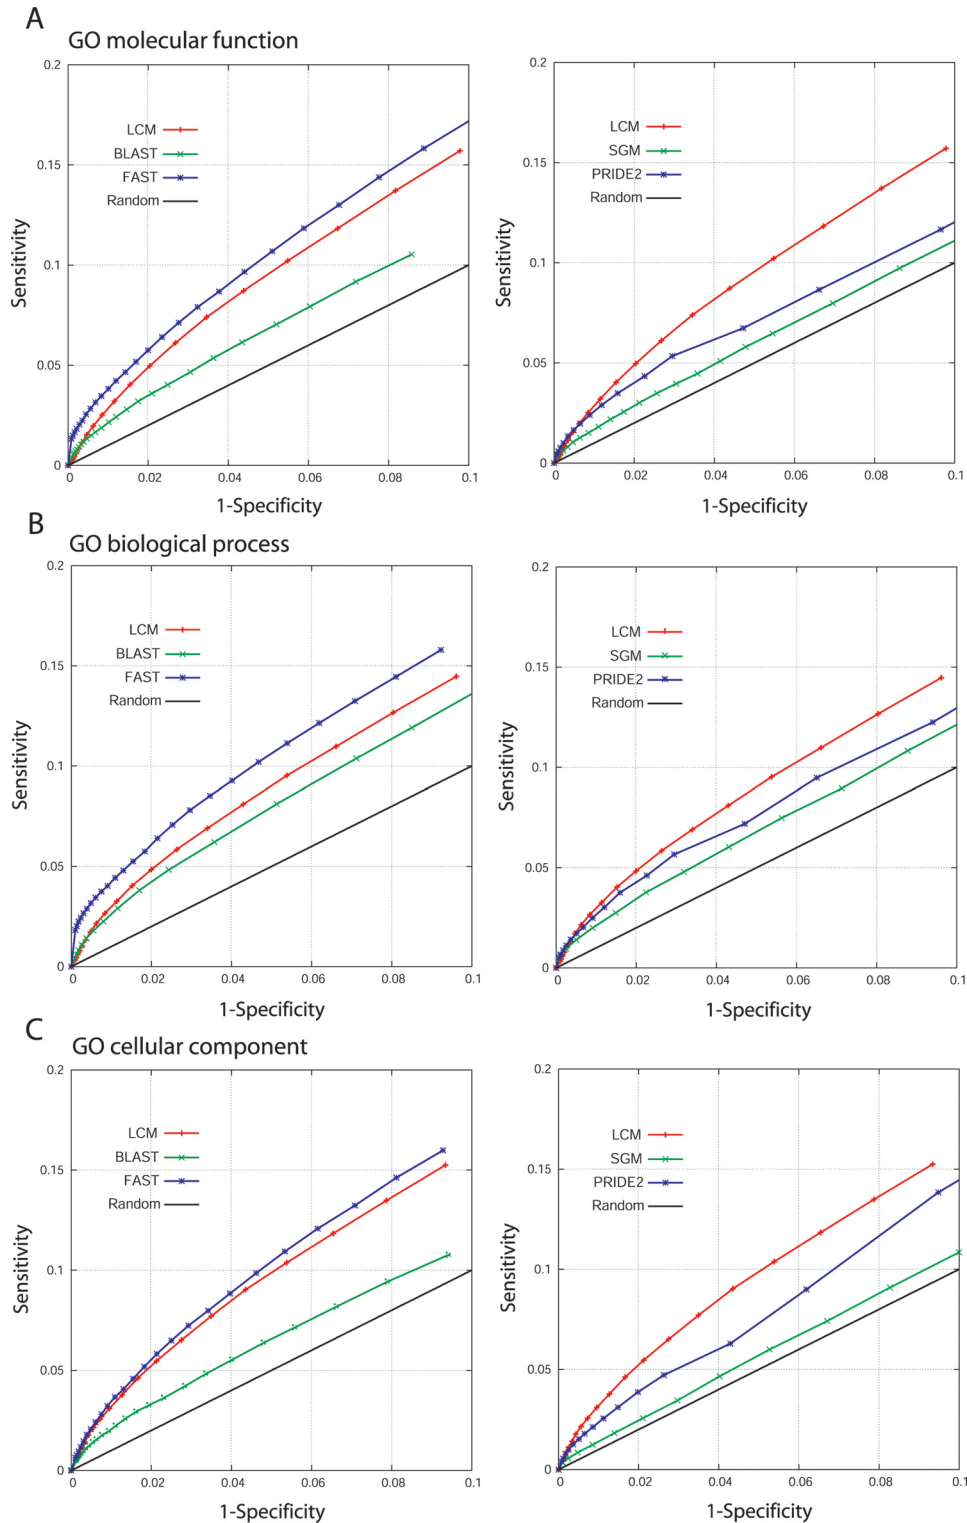 A
GO molecular function
0.2
0.15
0.1
0.05
0
LCM
BLAST
FAST
Random
Sensitivity
0 0.02 0.04 0.06 0.08 0.1
1-Specificity
0.2
0.15
0.1
0.05
0
LCM
SGM
PRIDE2
Random
Sensitivity
0 0.02 0.04 0.06 0.08 0.1
1-Specificity
B
GO biological process
0.2
0.15
0.1
0.05
0
LCM
BLAST
FAST
Random
Sensitivity
0 0.02 0.04 0.06 0.08 0.1
1-Specificity
0.2
0.15
0.1
0.05
0
LCM
SGM
PRIDE2
Random
Sensitivity
0 0.02 0.04 0.06 0.08 0.1
1-Specificity
C
GO cellular component
0.2
0.15
0.1
0.05
0
LCM
BLAST
FAST
Random
Sensitivity
0 0.02 0.04 0.06 0.08 0.1
1-Specificity
0.2
0.15
0.1
0.05
0
LCM
SGM
PRIDE2
Random
Sensitivity
0 0.02 0.04 0.06 0.08 0.1
1-Specificity